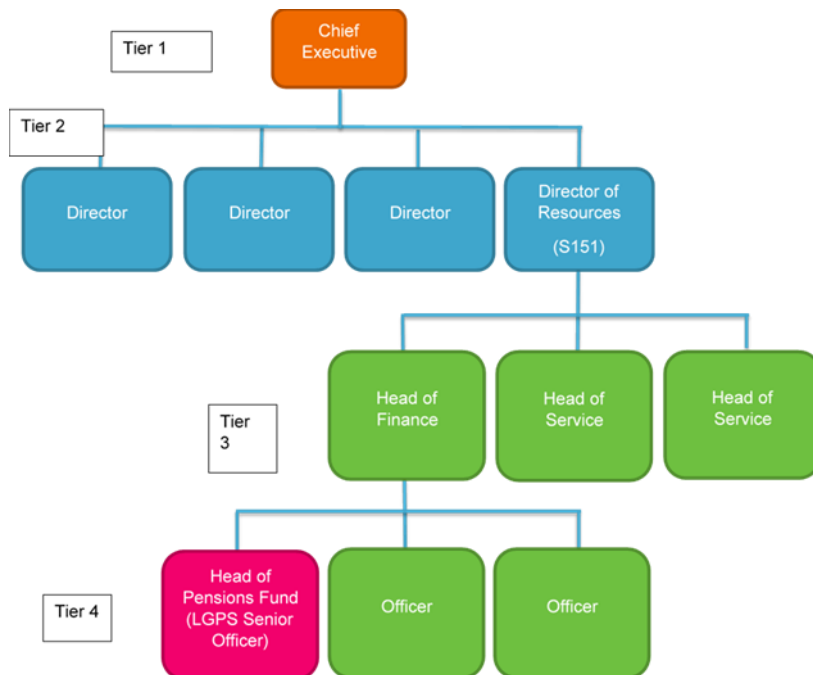 Tier 1
Chief
Executive
Tier 2
Director
Director
Director
Director of
Resources
(S151)
Tier
3
Head of
Finance
Head of
Service
Head of
Service
Tier 4
Head of
Pensions Fund
(LGPS Senior
Officer)
Officer
Officer